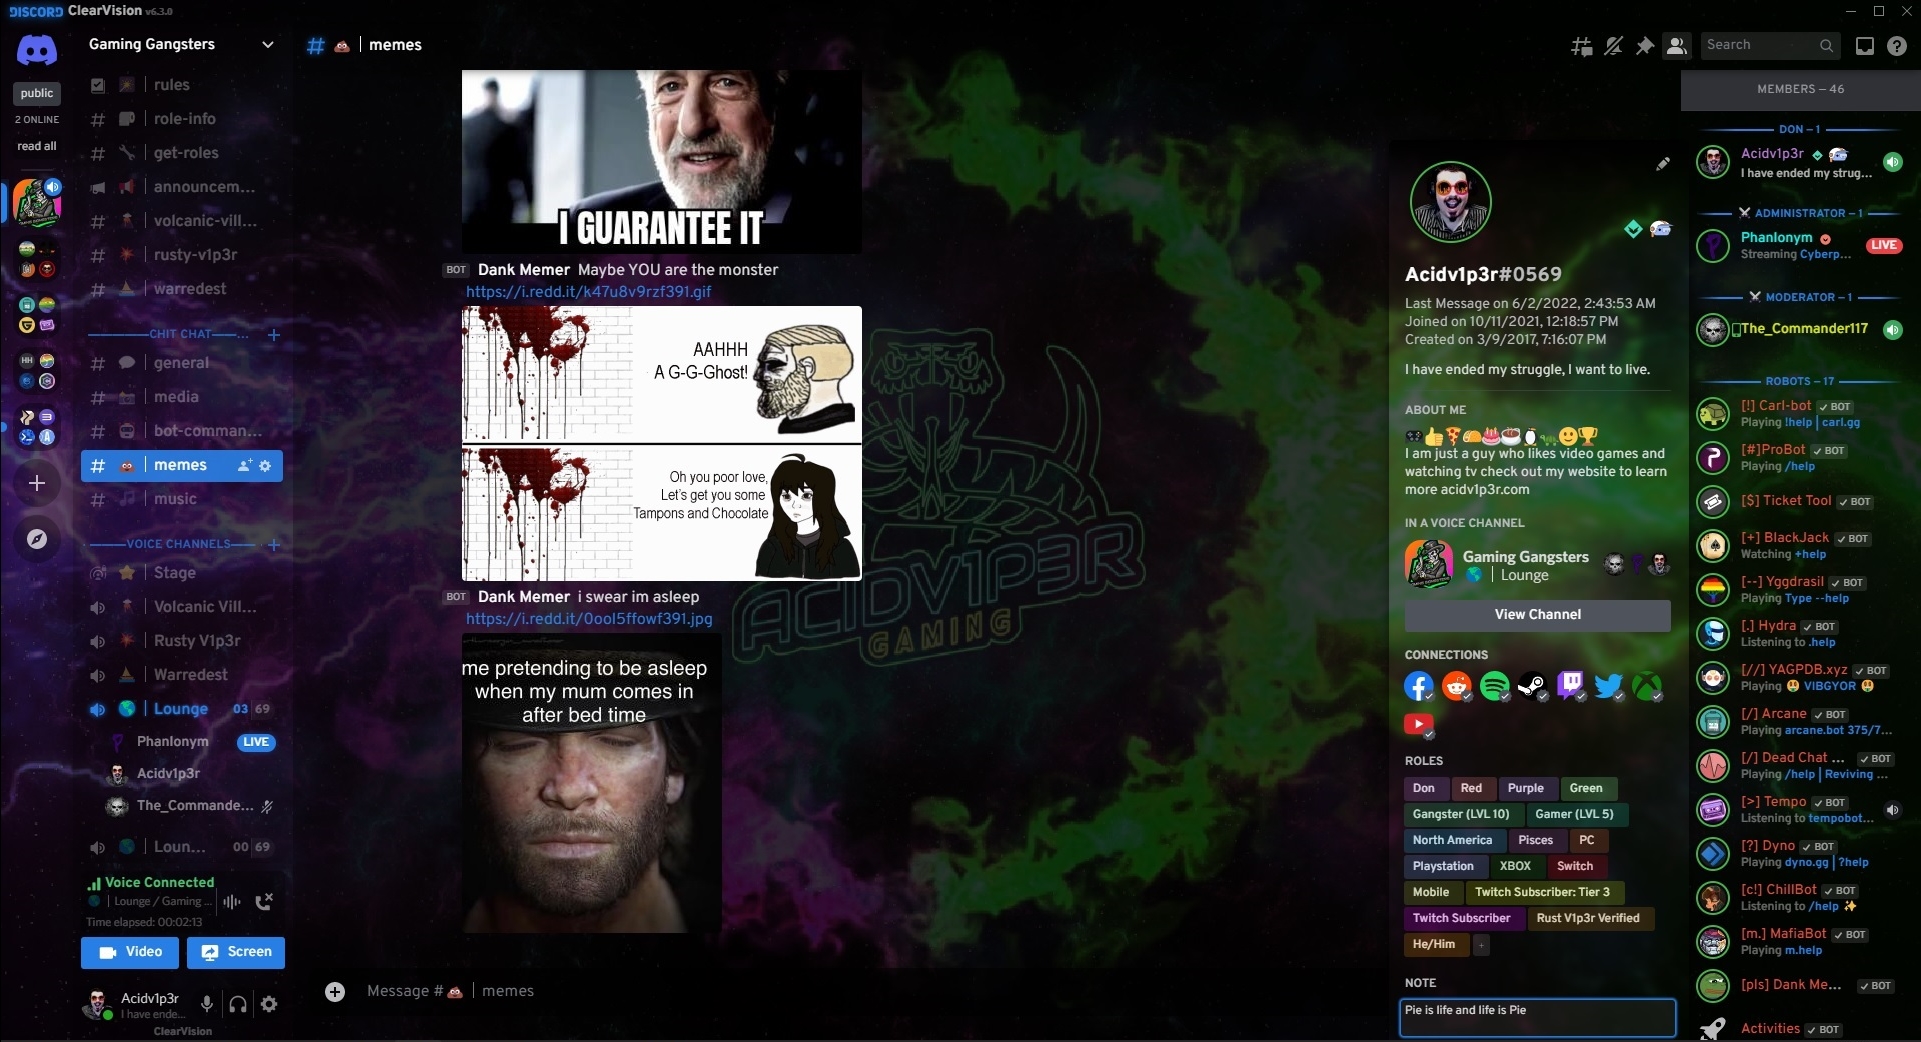 DISCORD ClearVision v6.3.0
Gaming Gangsters
public
2 ONLINE
read all
rules
role-info
get-roles
announcem...
volcanic-vill...
rusty-v1p3r
warredest
CHIT CHAT
general
media
bot-comman...
memes
music
VOICE CHANNELS
Stage
Volcanic Vill...
Rusty V1p3r
Warredest
Lounge 03 69
PhanIonym LIVE
Acidv1p3r
The_Commande...
Loun... 00 69
Voice Connected
Lounge / Gaming ...
Time elapsed: 00:02:13
Video Screen
Acidv1p3r
I have ende...
ClearVision
# 💩 | memes
I GUARANTEE IT
BOT Dank Memer Maybe YOU are the monster
https://i.redd.it/k47u8v9rzf391.gif
AAHHH
A G-G-Ghost!
Oh you poor love,
Let's get you some
Tampons and Chocolate
BOT Dank Memer i swear im asleep
https://i.redd.it/0ool5ffowf391.jpg
me pretending to be asleep
when my mum comes in
after bed time
ACIDV1P3R
GAMING
Message # 💩 | memes
Search
Acidv1p3r#0569
Last Message on 6/2/2022, 2:43:53 AM
Joined on 10/11/2021, 12:18:57 PM
Created on 3/9/2017, 7:16:07 PM
I have ended my struggle, I want to live.
ABOUT ME
I am just a guy who likes video games and
watching tv check out my website to learn
more acidv1p3r.com
IN A VOICE CHANNEL
Gaming Gangsters
| Lounge
View Channel
CONNECTIONS
ROLES
Don Red Purple Green
Gangster (LVL 10) Gamer (LVL 5)
North America Pisces PC
Playstation XBOX Switch
Mobile Twitch Subscriber: Tier 3
Twitch Subscriber Rust V1p3r Verified
He/Him +
NOTE
Pie is life and life is Pie
MEMBERS — 46
DON — 1
Acidv1p3r
I have ended my strug...
ADMINISTRATOR — 1
PhanIonym LIVE
Streaming Cyberp...
MODERATOR — 1
The_Commander117
ROBOTS — 17
[!] Carl-bot ✓ BOT
Playing !help | carl.gg
[#]ProBot ✓ BOT
Playing /help
[$] Ticket Tool ✓ BOT
[+] BlackJack ✓ BOT
Watching +help
[--] Yggdrasil ✓ BOT
Playing Type --help
[.] Hydra ✓ BOT
Listening to .help
[//] YAGPDB.xyz ✓ BOT
Playing VIBGYOR
[/] Arcane ✓ BOT
Playing arcane.bot 375/7...
[/] Dead Chat ... ✓ BOT
Playing /help | Reviving ...
[>] Tempo ✓ BOT
Listening to tempobot...
[?] Dyno ✓ BOT
Playing dyno.gg | ?help
[c!] ChillBot ✓ BOT
Listening to /help ✨
[m.] MafiaBot ✓ BOT
Playing m.help
[pls] Dank Me... ✓ BOT
Activities ✓ BOT